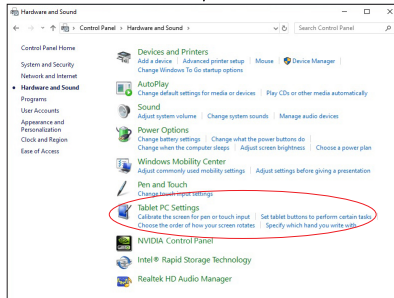 Hardware and Sound
Control Panel > Hardware and Sound >
Search Control Panel
Control Panel Home
System and Security
Network and Internet
Hardware and Sound
Programs
User Accounts
Appearance and
Personalization
Clock and Region
Ease of Access
Devices and Printers
Add a device | Advanced printer setup | Mouse | Device Manager
Change Windows To Go startup options
AutoPlay
Change default settings for media or devices | Play CDs or other media automatically
Sound
Adjust system volume | Change system sounds | Manage audio devices
Power Options
Change battery settings | Change what the power buttons do
Change when the computer sleeps | Adjust screen brightness | Choose a power plan
Windows Mobility Center
Adjust commonly used mobility settings | Adjust settings before giving a presentation
Pen and Touch
Change touch input settings
Tablet PC Settings
Calibrate the screen for pen or touch input | Set tablet buttons to perform certain tasks
Choose the order of how your screen rotates | Specify which hand you write with
NVIDIA Control Panel
Intel® Rapid Storage Technology
Realtek HD Audio Manager